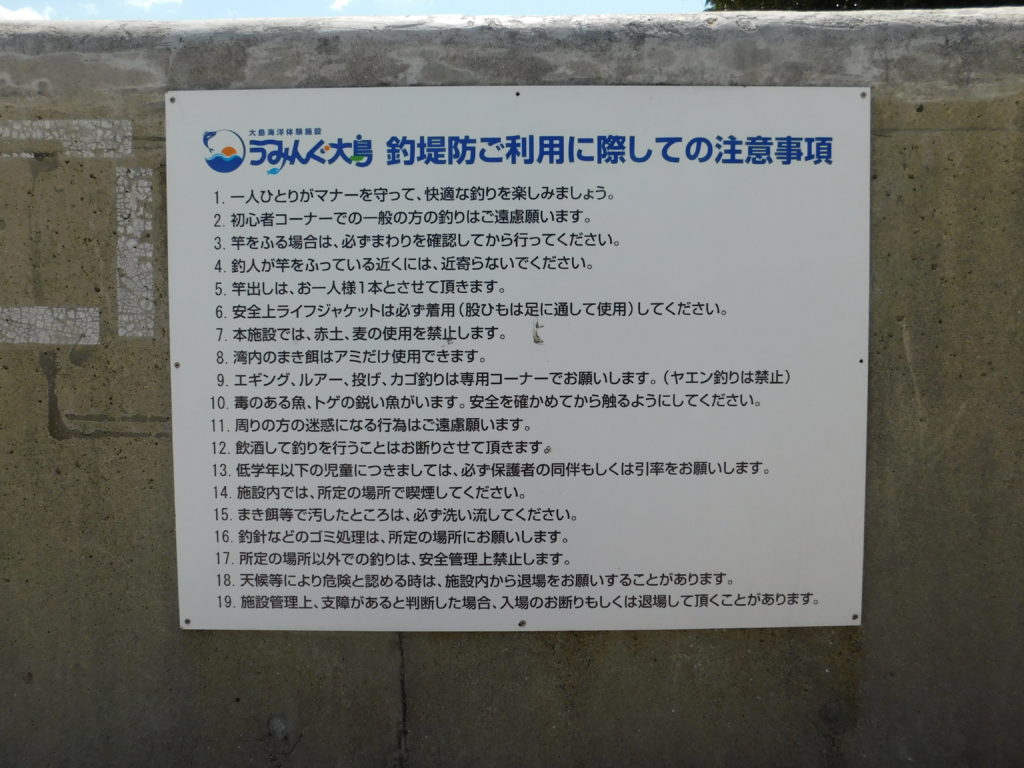 大島海洋体験施設
うみんぐ大島 釣堤防ご利用に際しての注意事項
1. 一人ひとりがマナーを守って、快適な釣りを楽しみましょう。
2. 初心者コーナーでの一般の方の釣りはご遠慮願います。
3. 竿をふる場合は、必ずまわりを確認してから行ってください。
4. 釣人が竿をふっている近くには、近寄らないでください。
5. 竿出しは、お一人様1本とさせて頂きます。
6. 安全上ライフジャケットは必ず着用(股ひもは足に通して使用)してください。
7. 本施設では、赤土、麦の使用を禁止します。
8. 湾内のまき餌はアミだけ使用できます。
9. エギング、ルアー、投げ、カゴ釣りは専用コーナーでお願いします。(ヤエン釣りは禁止)
10. 毒のある魚、トゲの鋭い魚がいます。安全を確かめてから触るようにしてください。
11. 周りの方の迷惑になる行為はご遠慮願います。
12. 飲酒して釣りを行うことはお断りさせて頂きます。
13. 低学年以下の児童につきましては、必ず保護者の同伴もしくは引率をお願いします。
14. 施設内では、所定の場所で喫煙してください。
15. まき餌等で汚したところは、必ず洗い流してください。
16. 釣針などのゴミ処理は、所定の場所にお願いします。
17. 所定の場所以外での釣りは、安全管理上禁止します。
18. 天候等により危険と認める時は、施設内から退場をお願いすることがあります。
19. 施設管理上、支障があると判断した場合、入場のお断りもしくは退場して頂くことがあります。